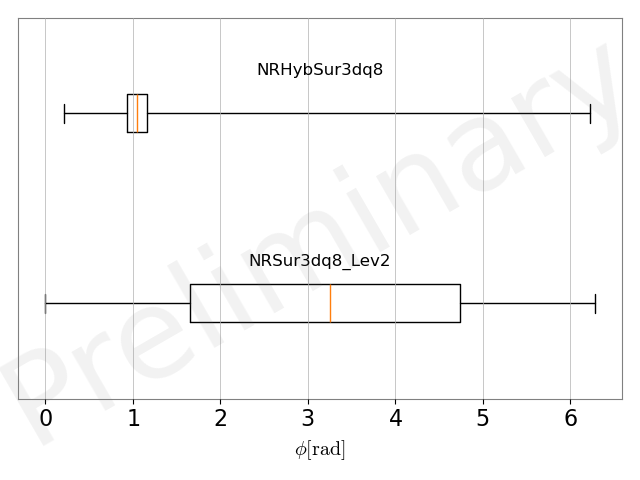 NRHybSur3dq8
NRSur3dq8_Lev2
Preliminary
0 1 2 3 4 5 6
ϕ[rad]